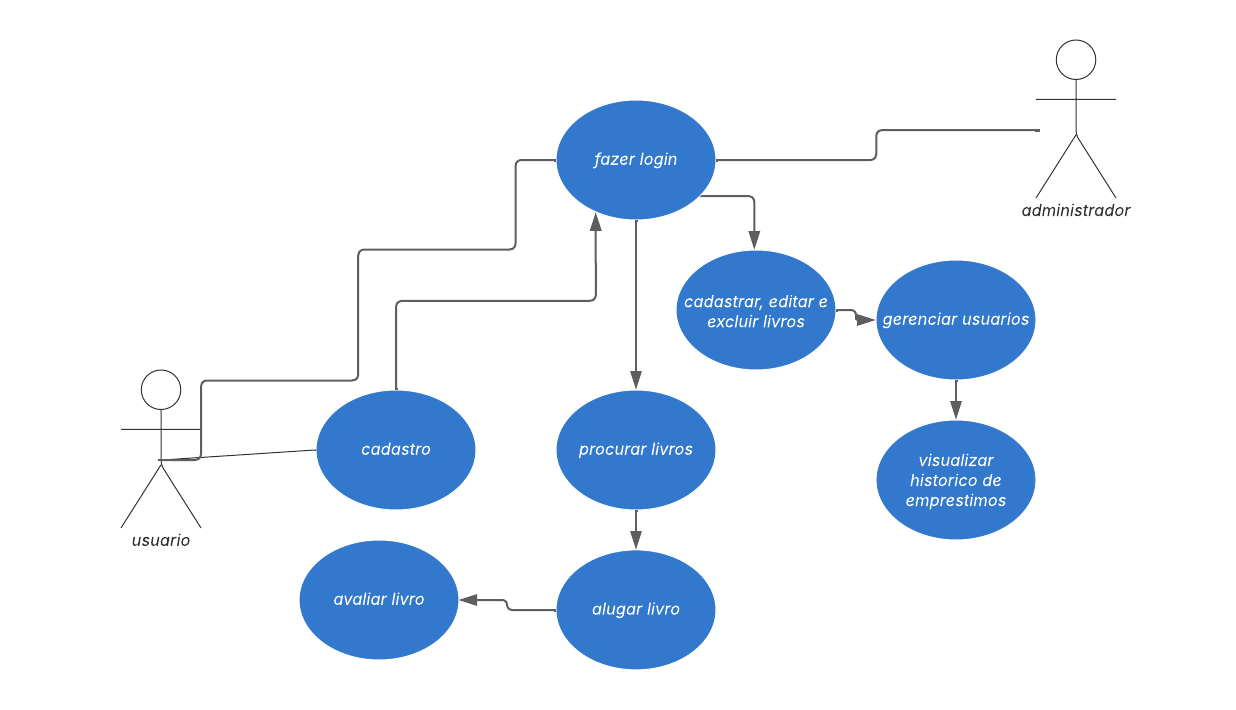 fazer login
administrador
cadastrar, editar e
excluir livros
gerenciar usuarios
cadastro
procurar livros
visualizar
historico de
emprestimos
usuario
avaliar livro
alugar livro